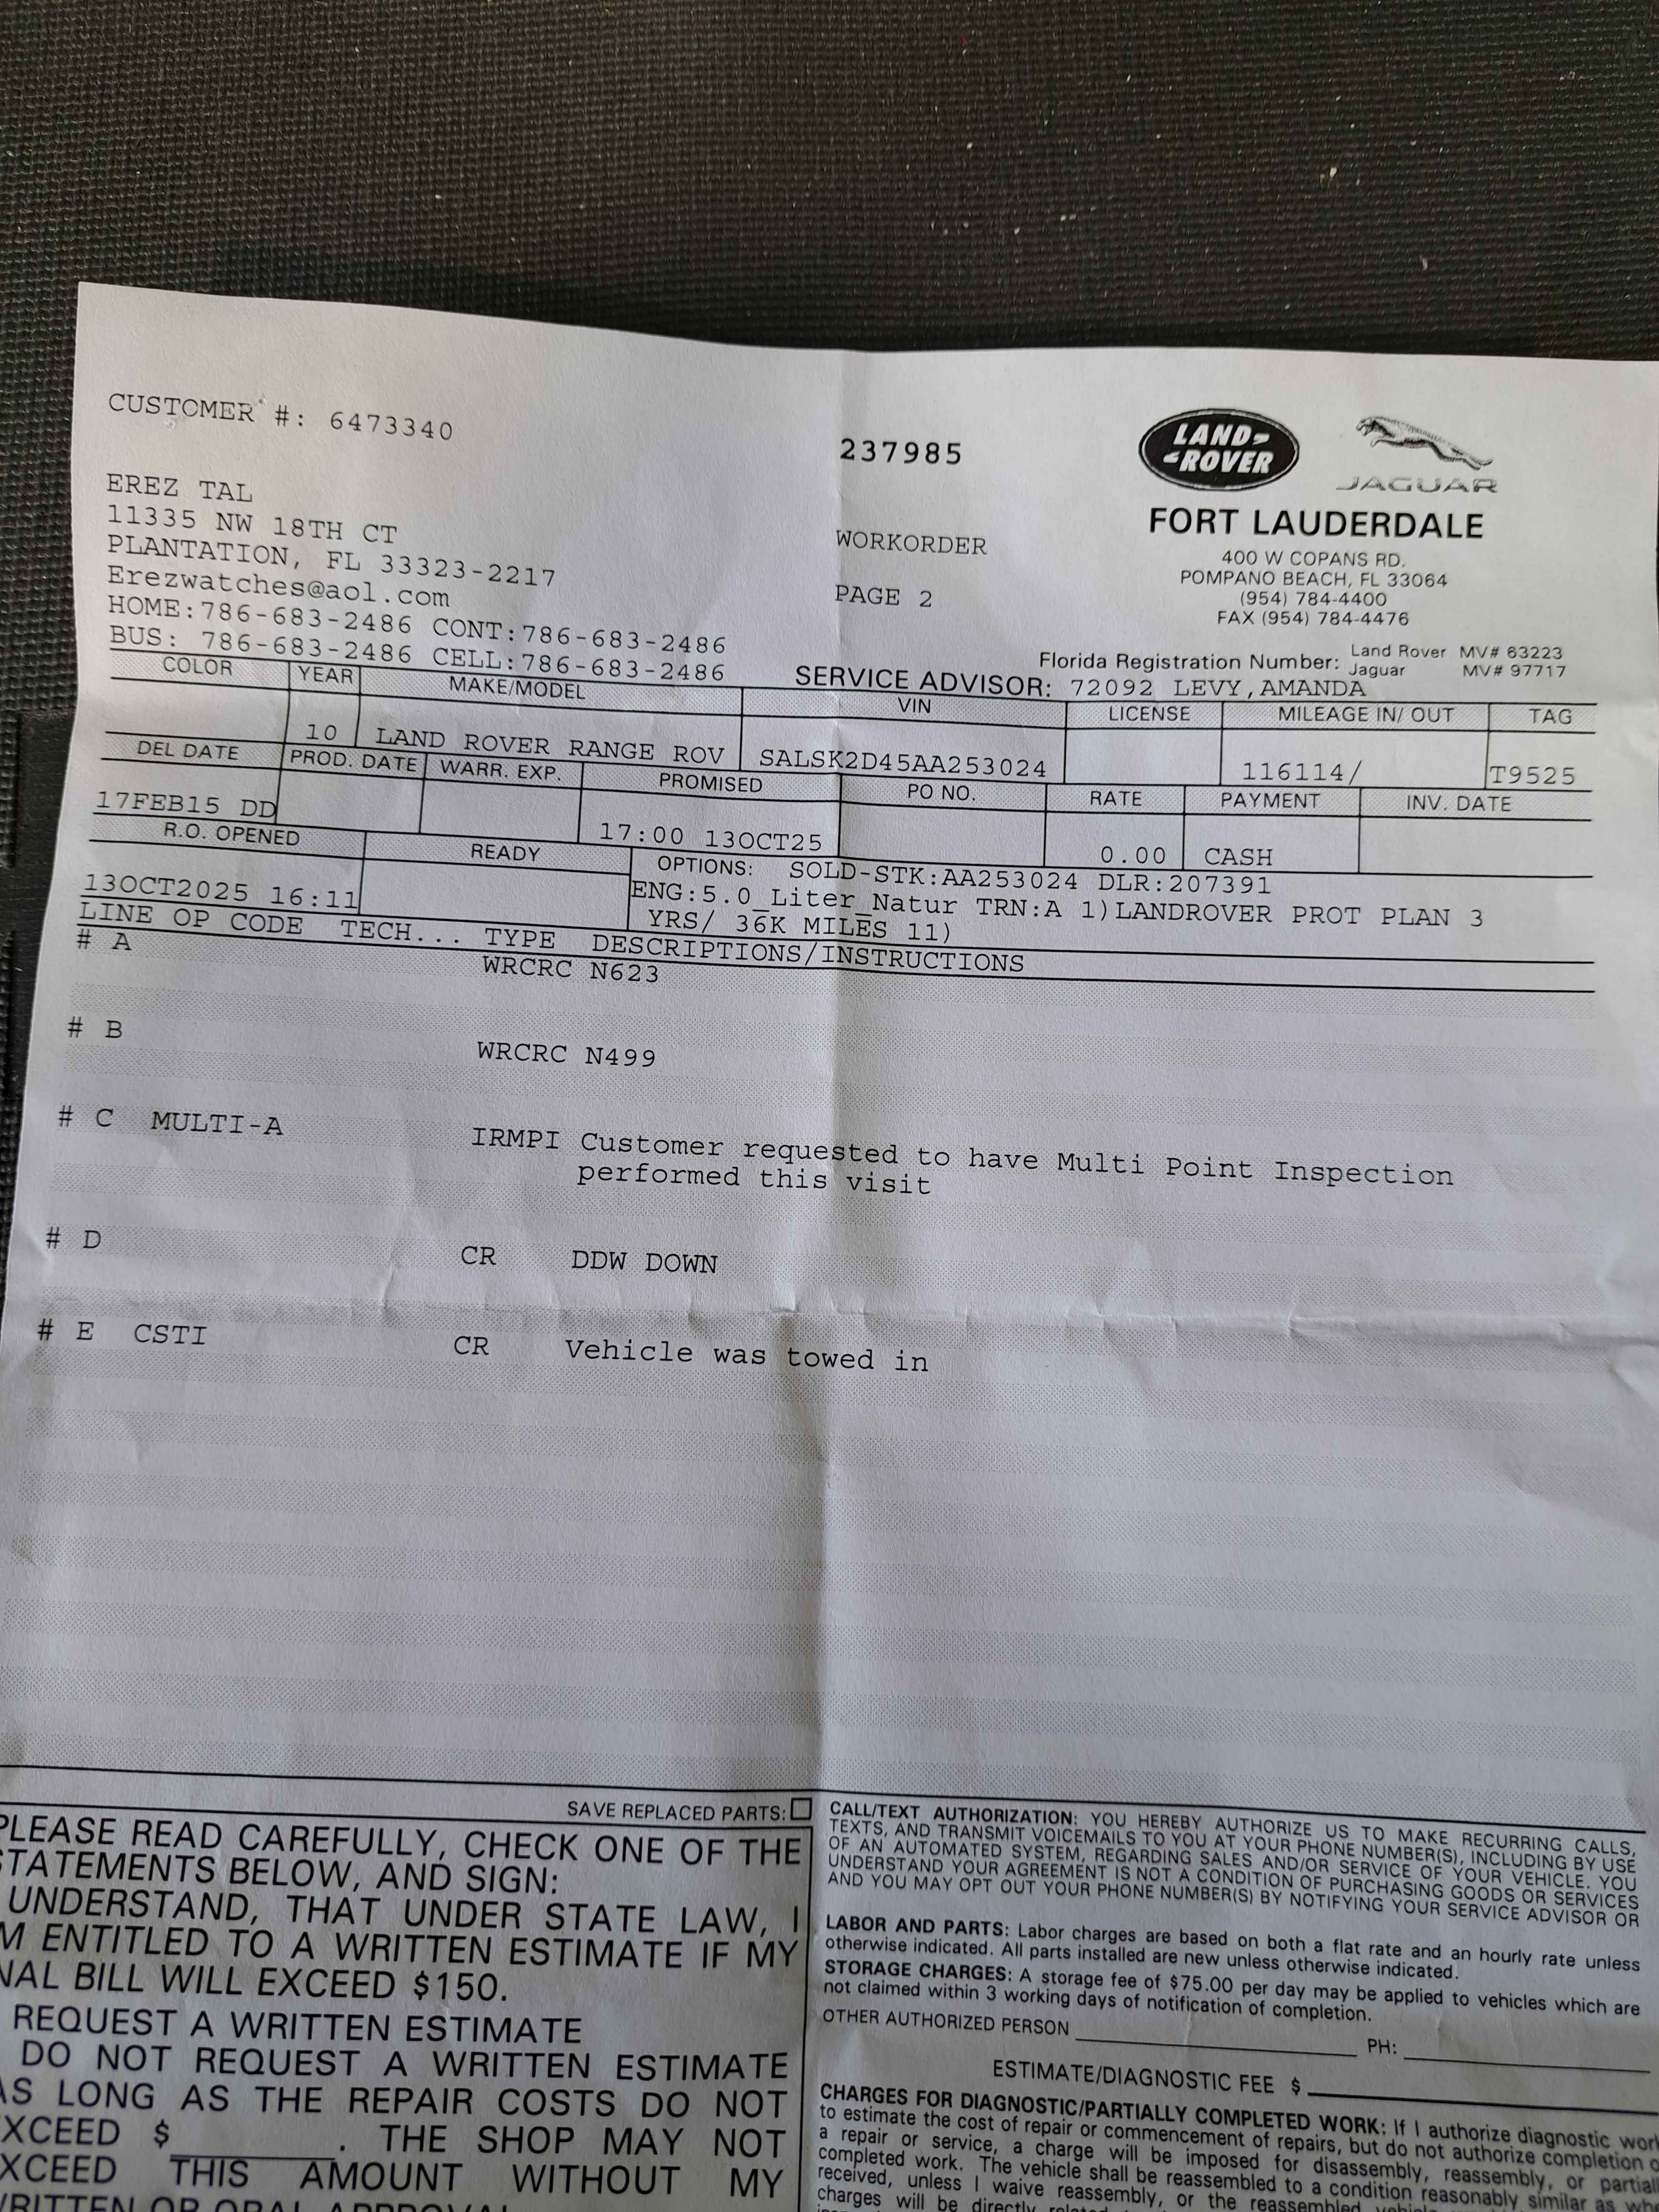 CUSTOMER #: 6473340
237985
LAND-
-ROVER
JAGUAR
FORT LAUDERDALE
400 W COPANS RD.
POMPANO BEACH, FL 33064
(954) 784-4400
FAX (954) 784-4476
EREZ TAL
11335 NW 18TH CT
PLANTATION, FL 33323-2217
Erezwatches@aol.com
HOME:786-683-2486 CONT:786-683-2486
BUS: 786-683-2486 CELL:786-683-2486
WORKORDER
PAGE 2
Florida Registration Number: Land Rover MV# 63223
Jaguar MV# 97717
SERVICE ADVISOR: 72092 LEVY,AMANDA
COLOR YEAR MAKE/MODEL VIN LICENSE MILEAGE IN/ OUT TAG
10 LAND ROVER RANGE ROV SALSK2D45AA253024 116114/ T9525
DEL DATE PROD. DATE WARR. EXP. PROMISED PO NO. RATE PAYMENT INV. DATE
17FEB15 DD 17:00 13OCT25 0.00 CASH
R.O. OPENED READY OPTIONS: SOLD-STK:AA253024 DLR:207391
13OCT2025 16:11 ENG:5.0_Liter_Natur TRN:A 1)LANDROVER PROT PLAN 3
YRS/ 36K MILES 11)
LINE OP CODE TECH... TYPE DESCRIPTIONS/INSTRUCTIONS
# A
WRCRC N623
# B
WRCRC N499
# C MULTI-A
IRMPI Customer requested to have Multi Point Inspection
performed this visit
# D
CR DDW DOWN
# E CSTI
CR Vehicle was towed in
SAVE REPLACED PARTS:
PLEASE READ CAREFULLY, CHECK ONE OF THE
STATEMENTS BELOW, AND SIGN:
UNDERSTAND, THAT UNDER STATE LAW, I
M ENTITLED TO A WRITTEN ESTIMATE IF MY
NAL BILL WILL EXCEED $150.
REQUEST A WRITTEN ESTIMATE
DO NOT REQUEST A WRITTEN ESTIMATE
AS LONG AS THE REPAIR COSTS DO NOT
EXCEED $ . THE SHOP MAY NOT
EXCEED THIS AMOUNT WITHOUT MY
WRITTEN OR ORAL APPROVAL
CALL/TEXT AUTHORIZATION: YOU HEREBY AUTHORIZE US TO MAKE RECURRING CALLS,
TEXTS, AND TRANSMIT VOICEMAILS TO YOU AT YOUR PHONE NUMBER(S), INCLUDING BY USE
OF AN AUTOMATED SYSTEM, REGARDING SALES AND/OR SERVICE OF YOUR VEHICLE. YOU
UNDERSTAND YOUR AGREEMENT IS NOT A CONDITION OF PURCHASING GOODS OR SERVICES
AND YOU MAY OPT OUT YOUR PHONE NUMBER(S) BY NOTIFYING YOUR SERVICE ADVISOR OR
LABOR AND PARTS: Labor charges are based on both a flat rate and an hourly rate unless
otherwise indicated. All parts installed are new unless otherwise indicated.
STORAGE CHARGES: A storage fee of $75.00 per day may be applied to vehicles which are
not claimed within 3 working days of notification of completion.
OTHER AUTHORIZED PERSON PH:
ESTIMATE/DIAGNOSTIC FEE $
CHARGES FOR DIAGNOSTIC/PARTIALLY COMPLETED WORK: If I authorize diagnostic work
to estimate the cost of repair or commencement of repairs, but do not authorize completion o
a repair or service, a charge will be imposed for disassembly, reassembly, or partial
completed work. The vehicle shall be reassembled to a condition reasonably similar as whe
received, unless I waive reassembly, or the reassembled
charges will be directly